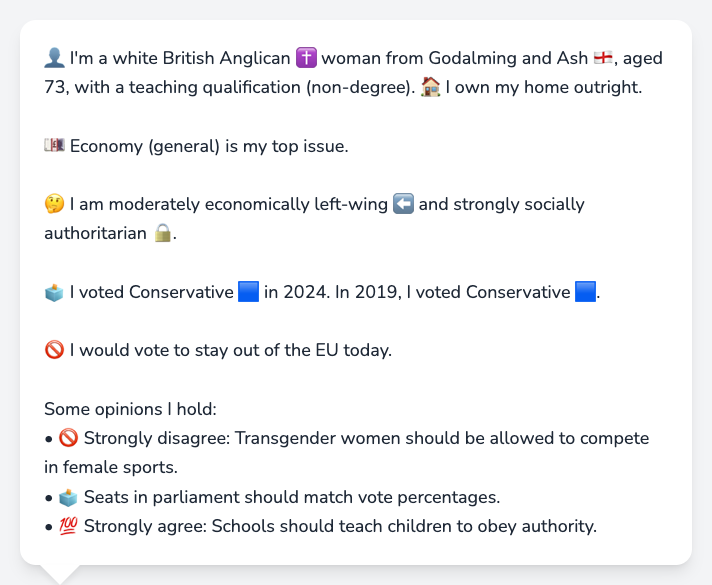 👤 I'm a white British Anglican ✝️ woman from Godalming and Ash 🏴󠁧󠁢󠁥󠁮󠁧󠁿, aged
73, with a teaching qualification (non-degree). 🏠 I own my home outright.
💷 Economy (general) is my top issue.
🤔 I am moderately economically left-wing ⬅️ and strongly socially
authoritarian 🔒.
🗳️ I voted Conservative 🟦 in 2024. In 2019, I voted Conservative 🟦.
🚫 I would vote to stay out of the EU today.
Some opinions I hold:
• 🚫 Strongly disagree: Transgender women should be allowed to compete
in female sports.
• 🗳️ Seats in parliament should match vote percentages.
• 💯 Strongly agree: Schools should teach children to obey authority.